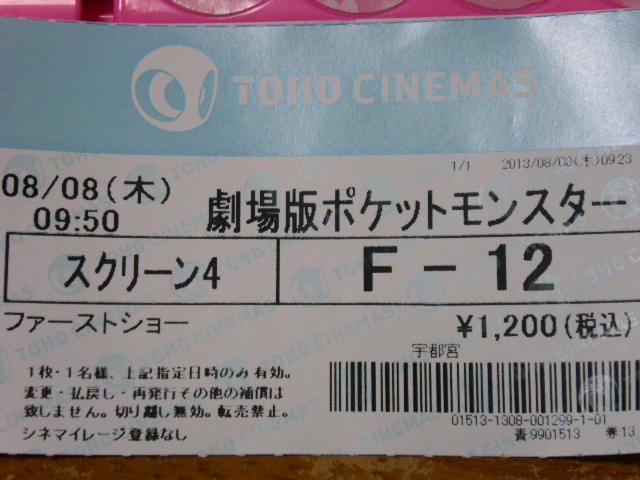 TOHO CINEMAS
1/1 2013/08/08(木)09:23
08/08(木) 劇場版ポケットモンスター
09:50
スクリーン4 F-12
ファーストショー ¥1,200(税込)
宇都宮
1枚・1名様、上記指定日時のみ有効。
変更・払戻し・再発行その他の補償は
致しません。切り離し無効。転売禁止。
シネマイレージ登録なし
01513-1308-001299-1-01
青:9901513 券:13